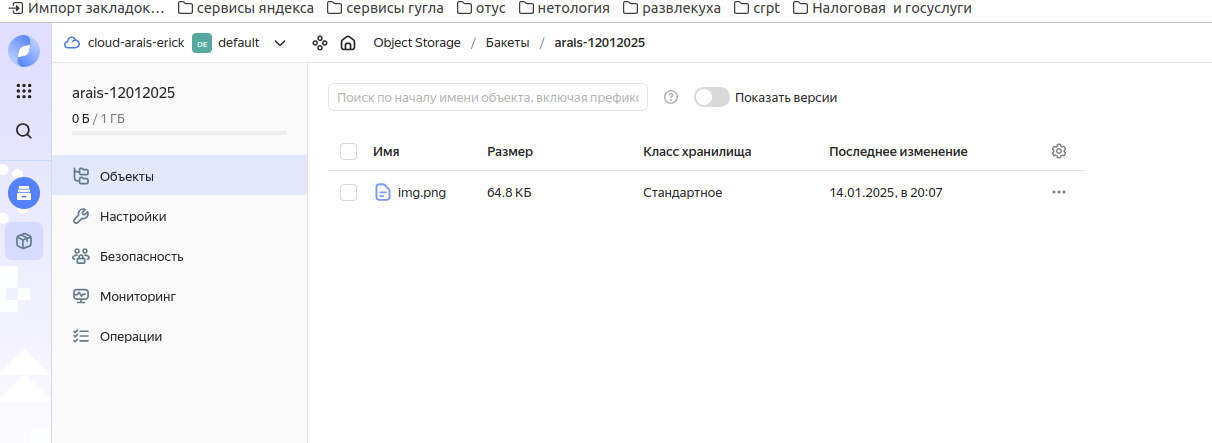 Импорт закладок… сервисы яндекса сервисы гугла отус нетология развлекуха crpt Налоговая и госуслуги
cloud-arais-erick DE default Object Storage / Бакеты / arais-12012025
arais-12012025
0 Б / 1 ГБ
Объекты
Настройки
Безопасность
Мониторинг
Операции
Поиск по началу имени объекта, включая префикс ? Показать версии
Имя Размер Класс хранилища Последнее изменение
img.png 64.8 КБ Стандартное 14.01.2025, в 20:07